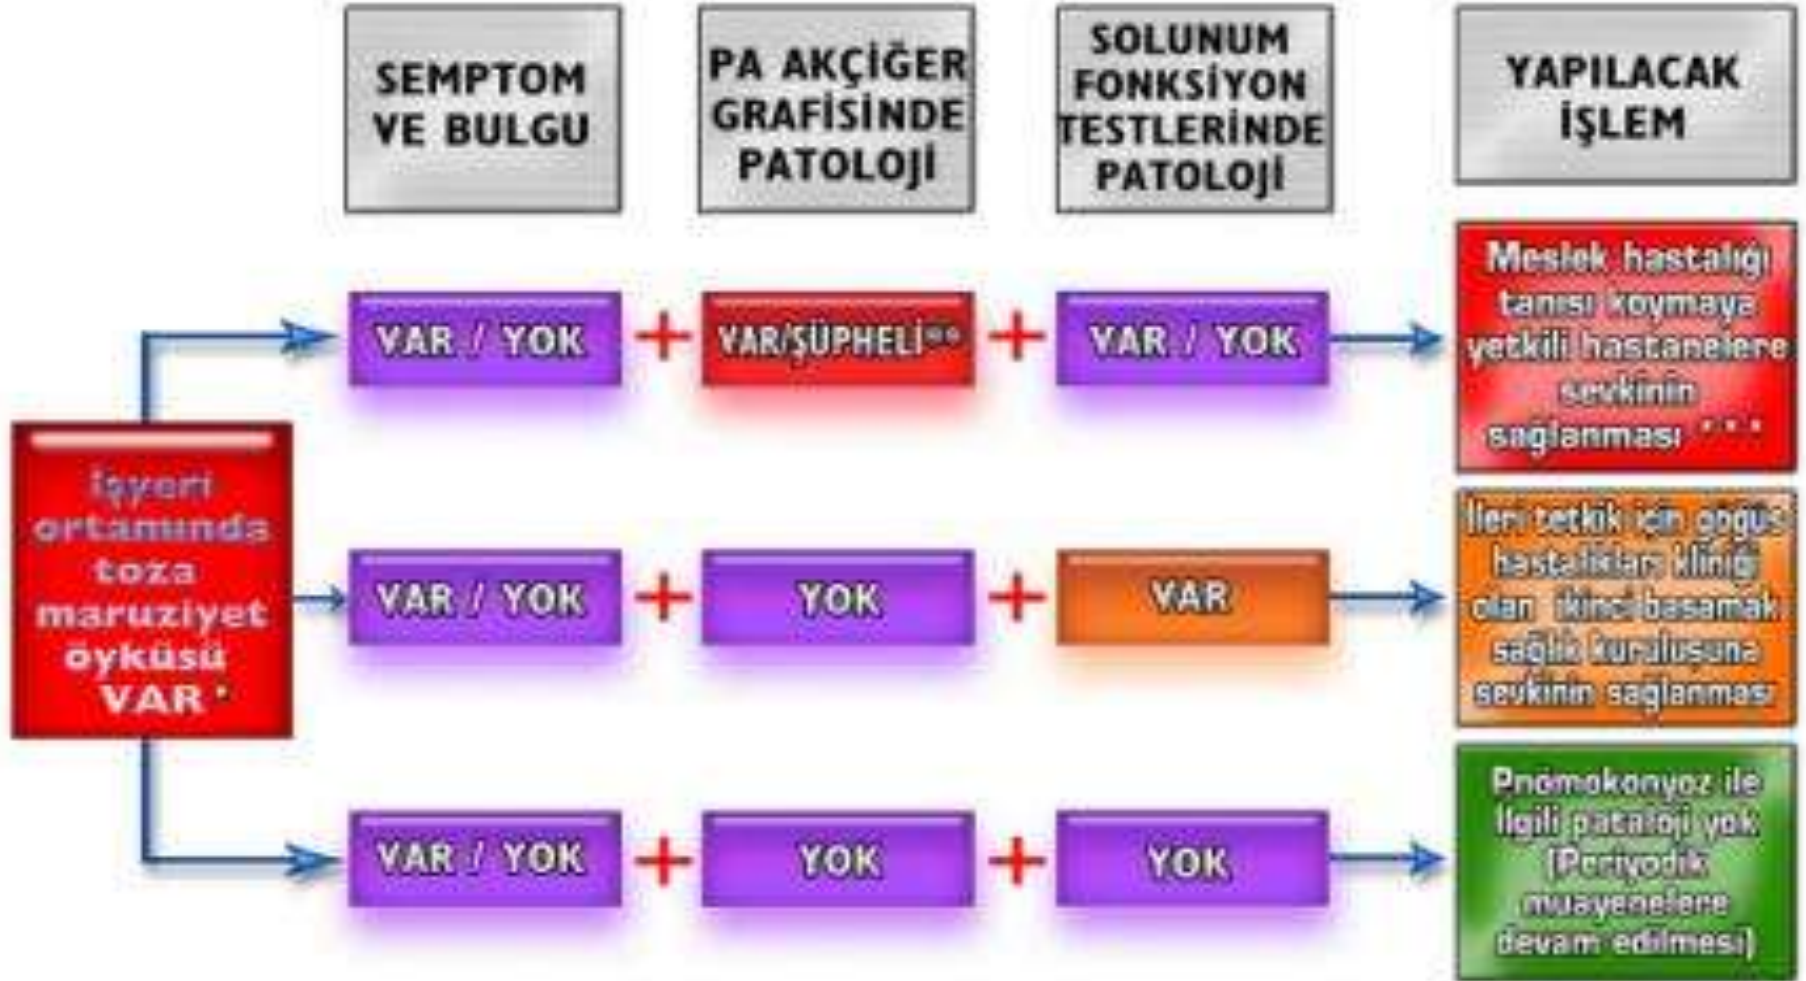 SEMPTOM
VE BULGU
PA AKÇİĞER
GRAFİSİNDE
PATOLOJİ
SOLUNUM
FONKSİYON
TESTLERİNDE
PATOLOJİ
YAPILACAK
İŞLEM
İşyeri
ortamında
toza
maruziyet
öyküsü
VAR *
VAR / YOK
+
VAR/ŞÜPHELİ**
+
VAR / YOK
Meslek hastalığı
tanısı koymaya
yetkili hastanelere
sevkinin
sağlanması ***
VAR / YOK
+
YOK
+
VAR
İleri tetkik için göğüs
hastalıkları kliniği
olan ikinci basamak
sağlık kuruluşuna
sevkinin sağlanması
VAR / YOK
+
YOK
+
YOK
Pnömokonyoz ile
ilgili pataloji yok
(Periyodik
muayenelere
devam edilmesi)